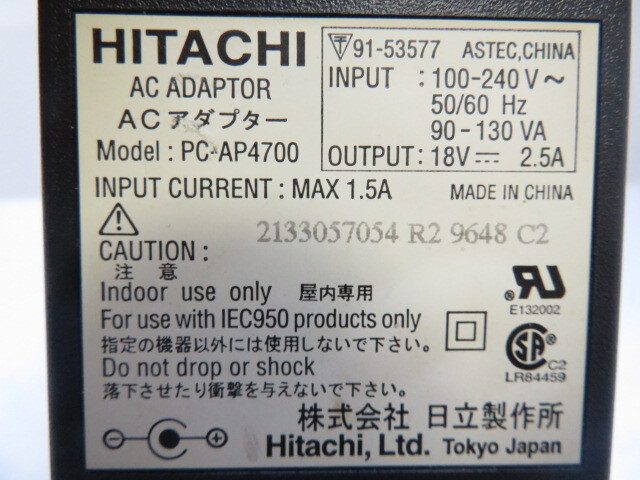 HITACHI
AC ADAPTOR
ACアダプター
Model : PC-AP4700
91-53577 ASTEC,CHINA
INPUT : 100-240 V~
50/60 Hz
90-130 VA
OUTPUT: 18V⎓ 2.5A
INPUT CURRENT : MAX 1.5A MADE IN CHINA
2133057054 R2 9648 C2
CAUTION :
注 意
Indoor use only 屋内専用
For use with IEC950 products only
指定の機器以外には使用しないで下さい。
Do not drop or shock
落下させたり衝撃を与えないで下さい。
E132002
SA
C2
LR84459
株式会社 日立製作所
Hitachi, Ltd. Tokyo Japan